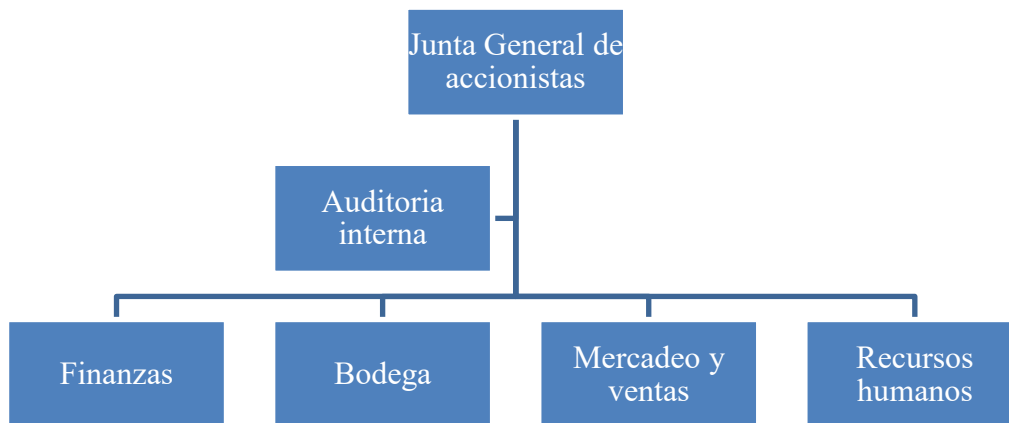 Junta General de
accionistas
Auditoria
interna
Finanzas
Bodega
Mercadeo y
ventas
Recursos
humanos